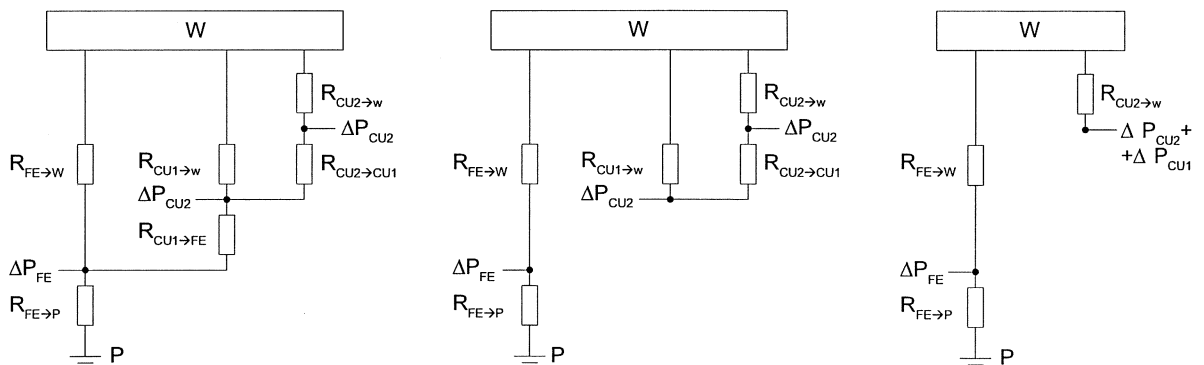 W
R_CU2→w
ΔP_CU2
R_FE→W
R_CU1→w
R_CU2→CU1
ΔP_CU2
R_CU1→FE
ΔP_FE
R_FE→P
P
W
R_CU2→w
ΔP_CU2
R_FE→W
R_CU1→w
R_CU2→CU1
ΔP_CU2
ΔP_FE
R_FE→P
P
W
R_CU2→w
Δ P_CU2+
+Δ P_CU1
R_FE→W
ΔP_FE
R_FE→P
P